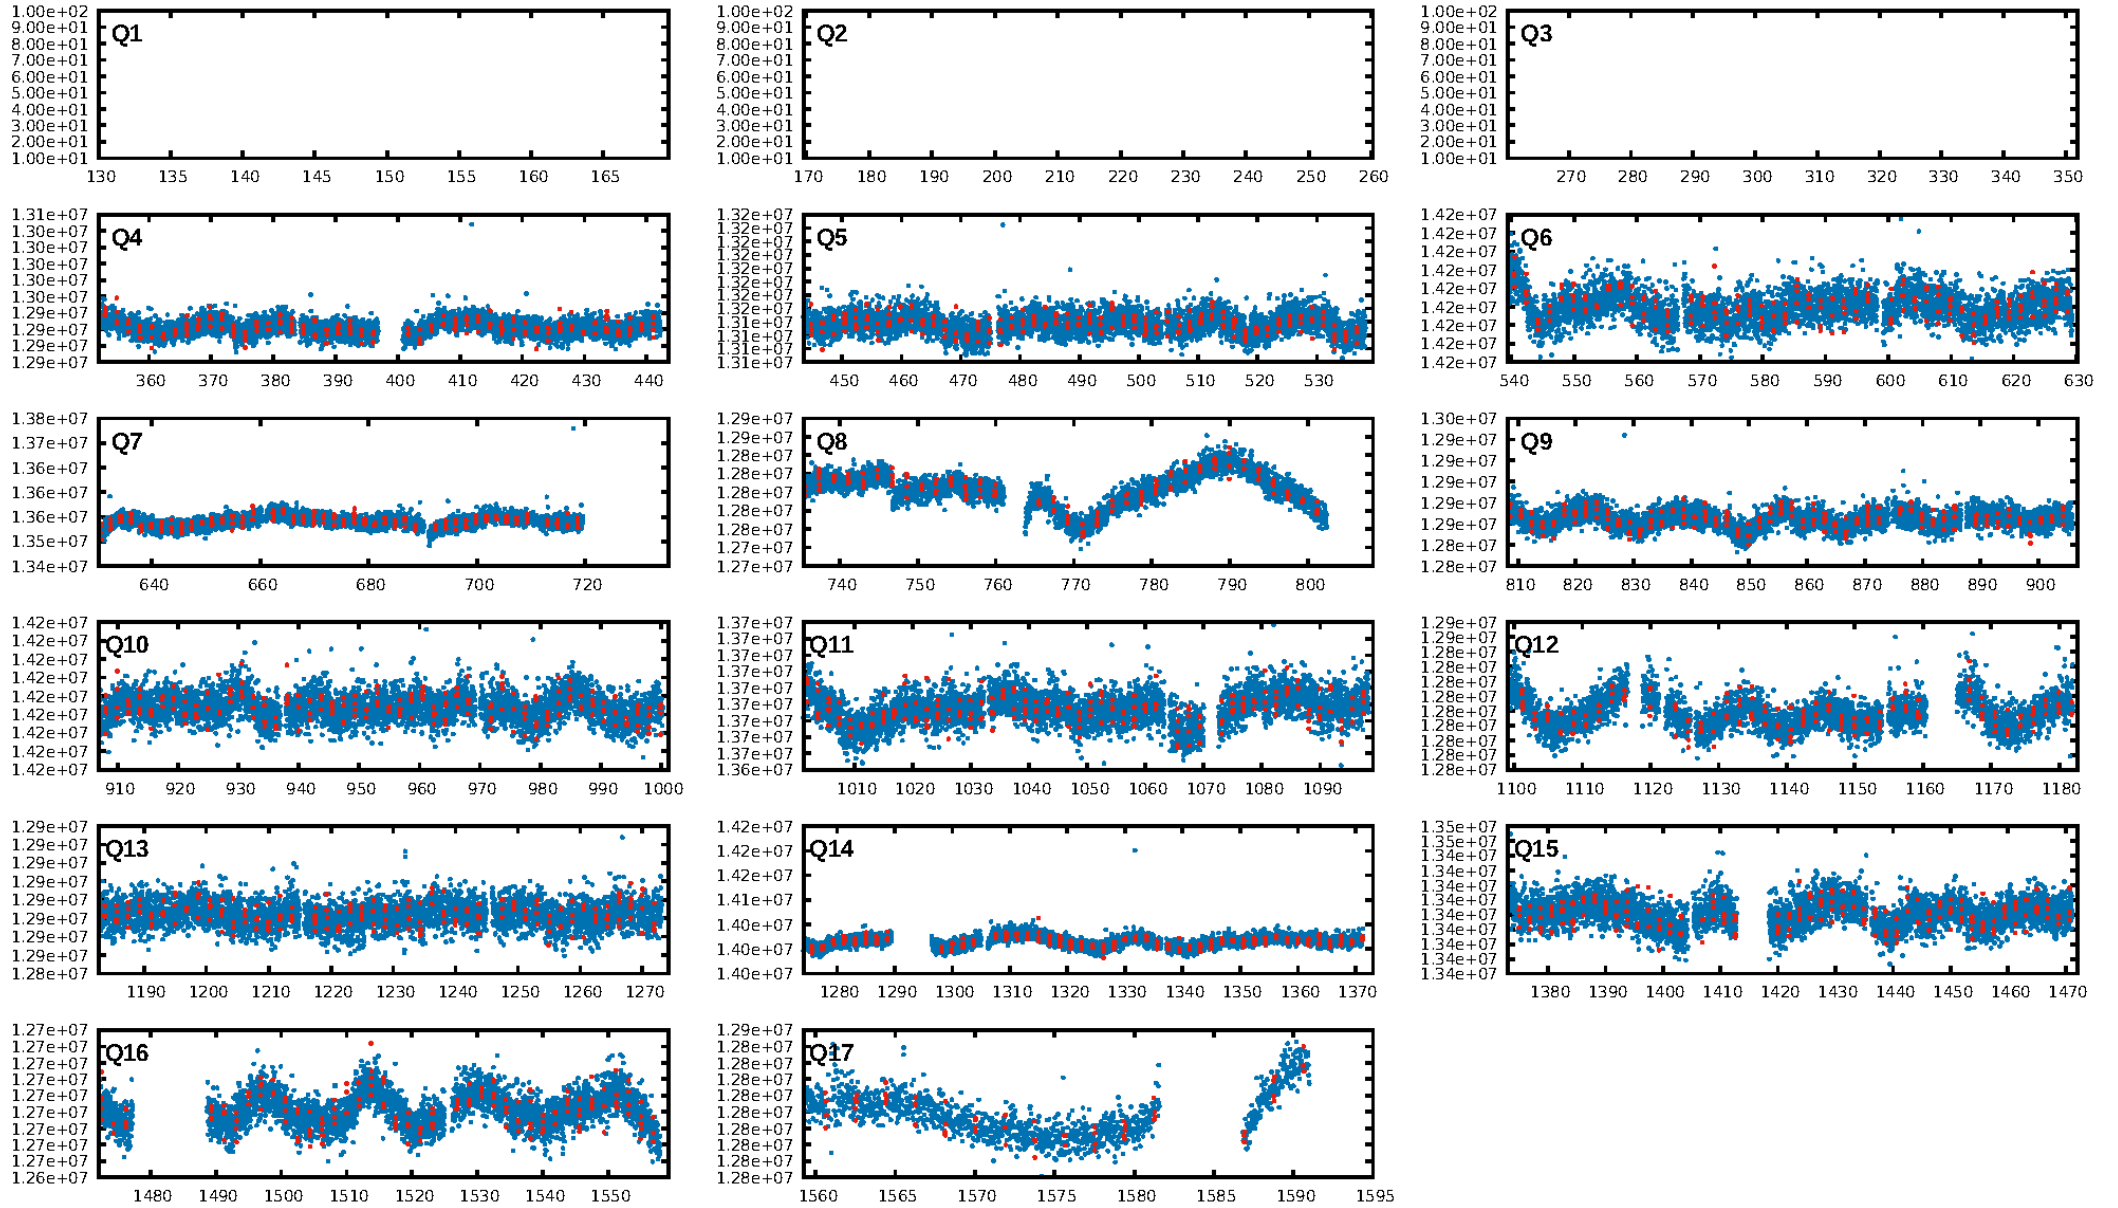 1.00e+02 9.00e+01 8.00e+01 7.00e+01 6.00e+01 5.00e+01 4.00e+01 3.00e+01 2.00e+01 1.00e+01
Q1
130 135 140 145 150 155 160 165
1.00e+02 9.00e+01 8.00e+01 7.00e+01 6.00e+01 5.00e+01 4.00e+01 3.00e+01 2.00e+01 1.00e+01
Q2
170 180 190 200 210 220 230 240 250 260
1.00e+02 9.00e+01 8.00e+01 7.00e+01 6.00e+01 5.00e+01 4.00e+01 3.00e+01 2.00e+01 1.00e+01
Q3
270 280 290 300 310 320 330 340 350
1.31e+07 1.30e+07 1.30e+07 1.30e+07 1.30e+07 1.30e+07 1.29e+07 1.29e+07 1.29e+07 1.29e+07
Q4
360 370 380 390 400 410 420 430 440
1.32e+07 1.32e+07 1.32e+07 1.32e+07 1.32e+07 1.32e+07 1.32e+07 1.32e+07 1.31e+07 1.31e+07 1.31e+07 1.31e+07
Q5
450 460 470 480 490 500 510 520 530
1.42e+07 1.42e+07 1.42e+07 1.42e+07 1.42e+07 1.42e+07 1.42e+07 1.42e+07 1.42e+07
Q6
540 550 560 570 580 590 600 610 620 630
1.38e+07 1.37e+07 1.36e+07 1.36e+07 1.36e+07 1.35e+07 1.34e+07
Q7
640 660 680 700 720
1.29e+07 1.29e+07 1.28e+07 1.28e+07 1.28e+07 1.28e+07 1.28e+07 1.27e+07 1.27e+07
Q8
740 750 760 770 780 790 800
1.30e+07 1.29e+07 1.29e+07 1.29e+07 1.29e+07 1.29e+07 1.28e+07 1.28e+07
Q9
810 820 830 840 850 860 870 880 890 900
1.42e+07 1.42e+07 1.42e+07 1.42e+07 1.42e+07 1.42e+07 1.42e+07 1.42e+07 1.42e+07
Q10
910 920 930 940 950 960 970 980 990 1000
1.37e+07 1.37e+07 1.37e+07 1.37e+07 1.37e+07 1.37e+07 1.37e+07 1.37e+07 1.37e+07 1.36e+07
Q11
1010 1020 1030 1040 1050 1060 1070 1080 1090
1.29e+07 1.29e+07 1.29e+07 1.28e+07 1.28e+07 1.28e+07 1.28e+07 1.28e+07 1.28e+07 1.28e+07 1.28e+07
Q12
1100 1110 1120 1130 1140 1150 1160 1170 1180
1.29e+07 1.29e+07 1.29e+07 1.29e+07 1.29e+07 1.29e+07 1.29e+07 1.29e+07 1.28e+07
Q13
1190 1200 1210 1220 1230 1240 1250 1260 1270
1.42e+07 1.42e+07 1.42e+07 1.41e+07 1.40e+07 1.40e+07 1.40e+07
Q14
1280 1290 1300 1310 1320 1330 1340 1350 1360 1370
1.35e+07 1.35e+07 1.34e+07 1.34e+07 1.34e+07 1.34e+07 1.34e+07 1.34e+07 1.34e+07 1.34e+07 1.34e+07
Q15
1380 1390 1400 1410 1420 1430 1440 1450 1460 1470
1.27e+07 1.27e+07 1.27e+07 1.27e+07 1.27e+07 1.27e+07 1.27e+07 1.27e+07 1.27e+07 1.26e+07
Q16
1480 1490 1500 1510 1520 1530 1540 1550
1.29e+07 1.28e+07 1.28e+07 1.28e+07 1.28e+07 1.28e+07 1.28e+07 1.28e+07 1.28e+07 1.28e+07
Q17
1560 1565 1570 1575 1580 1585 1590 1595